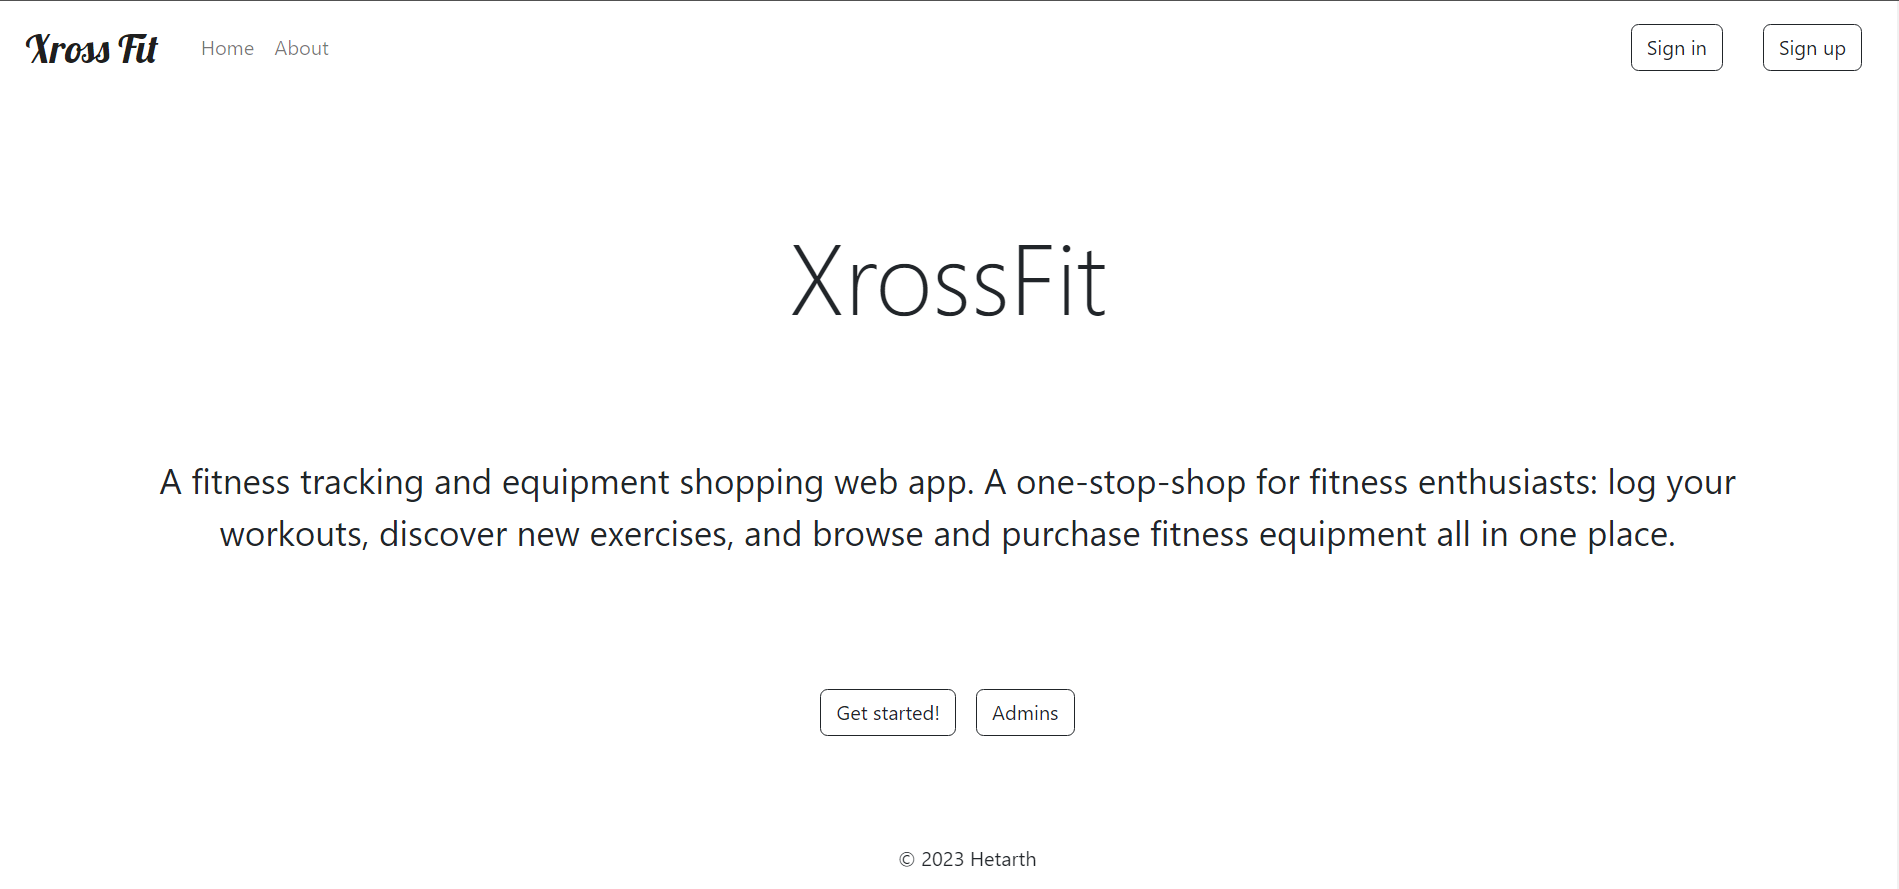 Xross Fit Home About Sign in Sign up
XrossFit
A fitness tracking and equipment shopping web app. A one-stop-shop for fitness enthusiasts: log your
workouts, discover new exercises, and browse and purchase fitness equipment all in one place.
Get started! Admins
© 2023 Hetarth